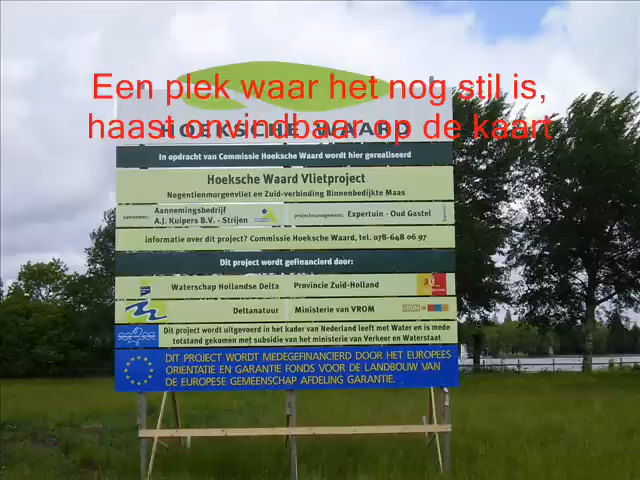 Een plek waar het nog stil is,
haast onvindbaar op de kaart
HOEKSCHE WAARD
In opdracht van Commissie Hoeksche Waard wordt hier gerealiseerd
Hoeksche Waard Vlietproject
Negentienmorgenvliet en Zuid-verbinding Binnenbedijkte Maas
aannemer: Aannemingsbedrijf
A.J. Kuipers B.V. - Strijen
projectmanagement: Expertuin - Oud Gastel
informatie over dit project? Commissie Hoeksche Waard, tel. 078-648 06 97
Dit project wordt gefinancierd door:
Waterschap Hollandse Delta Provincie Zuid-Holland
Deltanatuur Ministerie van VROM
Dit project wordt uitgevoerd in het kader van Nederland leeft met Water en is mede
totstand gekomen met subsidie van het ministerie van Verkeer en Waterstaat
DIT PROJECT WORDT MEDEGEFINANCIERD DOOR HET EUROPEES
ORIENTATIE EN GARANTIE FONDS VOOR DE LANDBOUW VAN
DE EUROPESE GEMEENSCHAP AFDELING GARANTIE.